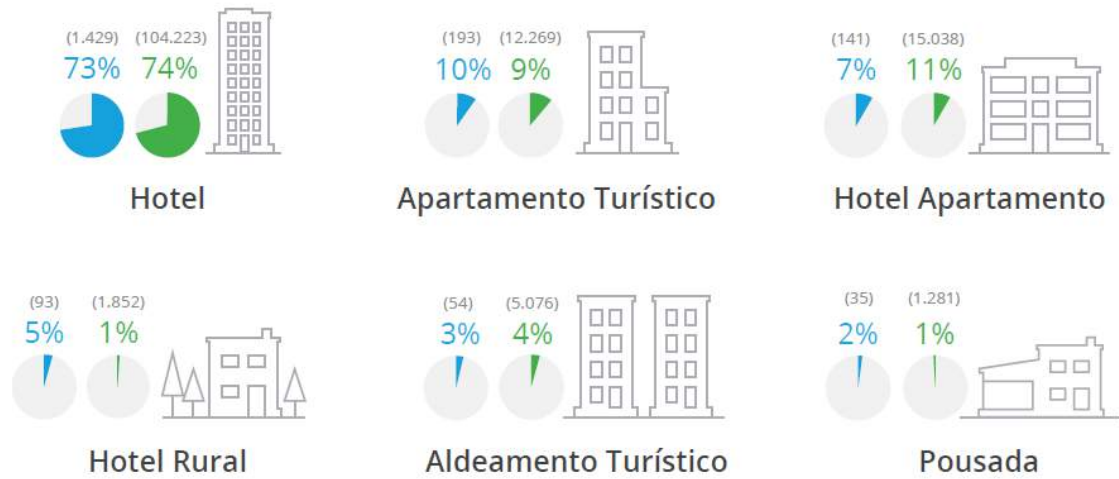 (1.429) (104.223)
73% 74%
Hotel
(193) (12.269)
10% 9%
Apartamento Turístico
(141) (15.038)
7% 11%
Hotel Apartamento
(93) (1.852)
5% 1%
Hotel Rural
(54) (5.076)
3% 4%
Aldeamento Turístico
(35) (1.281)
2% 1%
Pousada